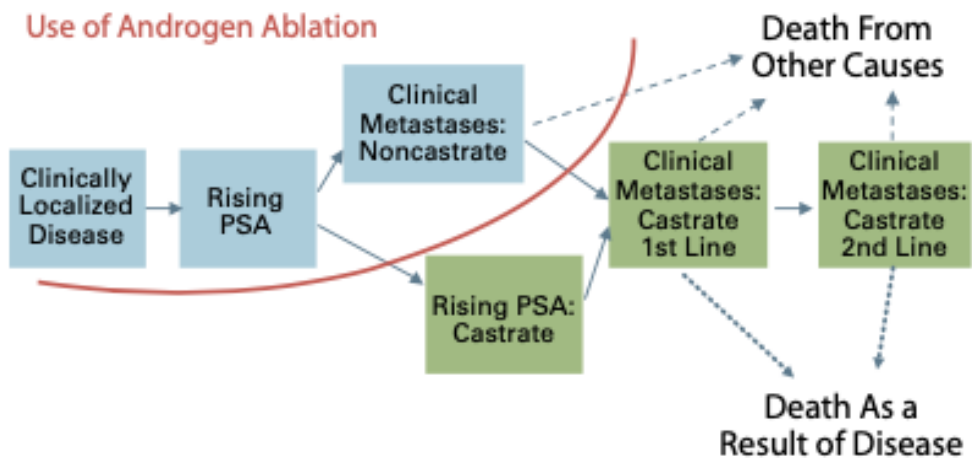 Use of Androgen Ablation
Death From
Other Causes
Clinical
Metastases:
Noncastrate
Clinically
Localized
Disease
Rising
PSA
Clinical
Metastases:
Castrate
1st Line
Clinical
Metastases:
Castrate
2nd Line
Rising PSA:
Castrate
Death As a
Result of Disease